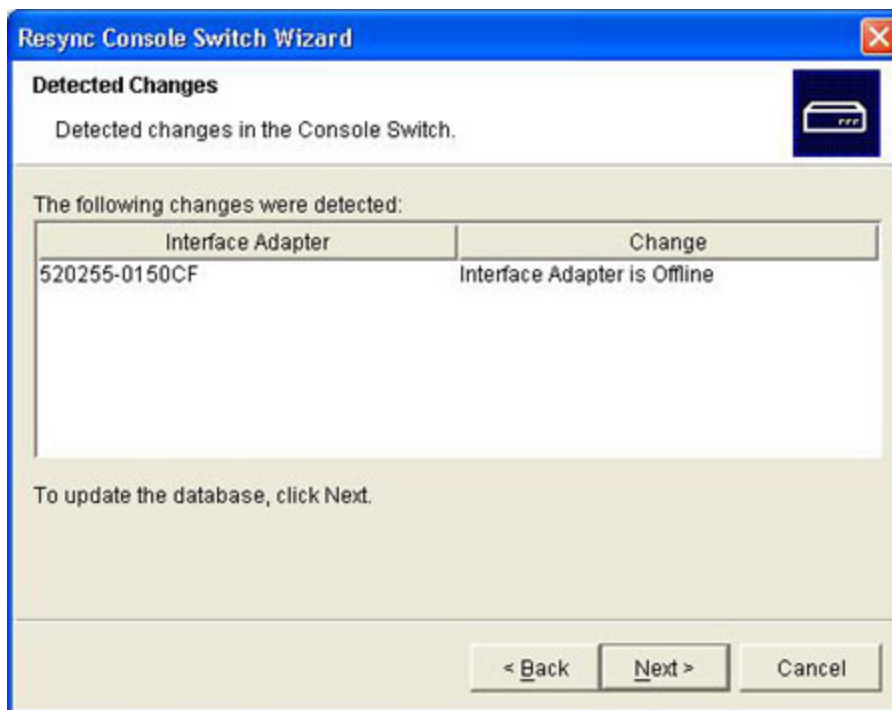 Resync Console Switch Wizard
Detected Changes
Detected changes in the Console Switch.
The following changes were detected:
Interface Adapter Change
520255-0150CF Interface Adapter is Offline
To update the database, click Next.
< Back Next > Cancel